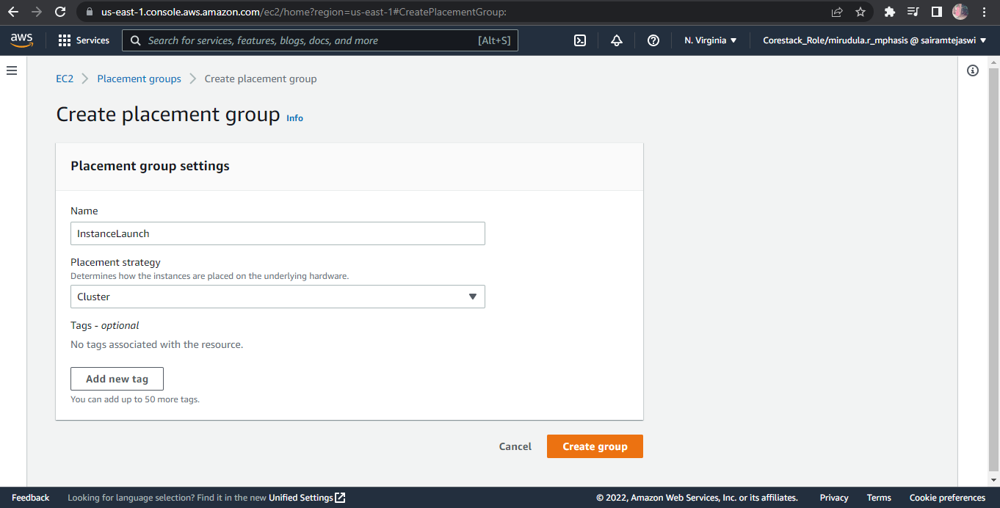 us-east-1.console.aws.amazon.com/ec2/home?region=us-east-1#CreatePlacementGroup:
aws Services Search for services, features, blogs, docs, and more [Alt+S] N. Virginia Corestack_Role/mirudula.r_mphasis @ sairamtejaswi
EC2 Placement groups Create placement group
Create placement group Info
Placement group settings
Name
InstanceLaunch
Placement strategy
Determines how the instances are placed on the underlying hardware.
Cluster
Tags - optional
No tags associated with the resource.
Add new tag
You can add up to 50 more tags.
Cancel Create group
Feedback Looking for language selection? Find it in the new Unified Settings © 2022, Amazon Web Services, Inc. or its affiliates. Privacy Terms Cookie preferences